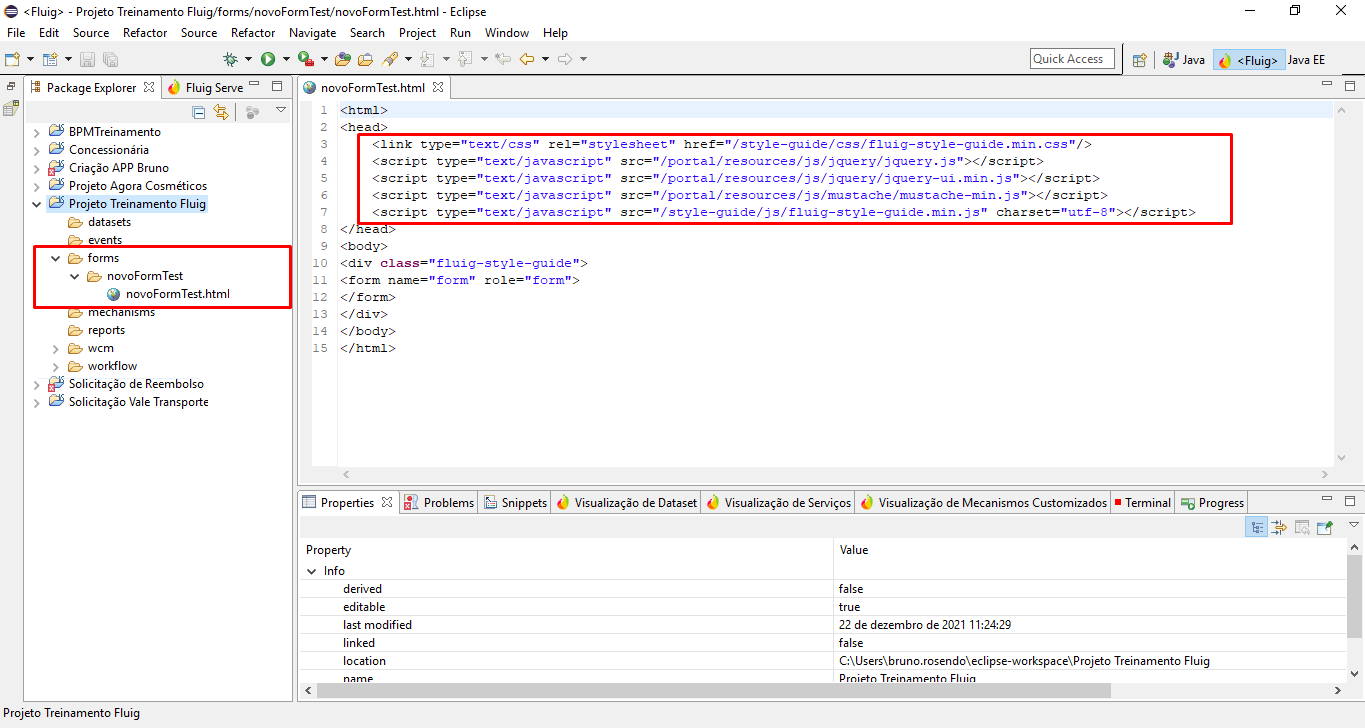 <Fluig> - Projeto Treinamento Fluig/forms/novoFormTest/novoFormTest.html - Eclipse
File Edit Source Refactor Source Refactor Navigate Search Project Run Window Help
Quick Access
Java
<Fluig>
Java EE
Package Explorer
Fluig Serve
BPMTreinamento
Concessionária
Criação APP Bruno
Projeto Agora Cosméticos
Projeto Treinamento Fluig
datasets
events
forms
novoFormTest
novoFormTest.html
mechanisms
reports
wcm
workflow
Solicitação de Reembolso
Solicitação Vale Transporte
novoFormTest.html
1 <html>
2 <head>
3 <link type="text/css" rel="stylesheet" href="/style-guide/css/fluig-style-guide.min.css"/>
4 <script type="text/javascript" src="/portal/resources/js/jquery/jquery.js"></script>
5 <script type="text/javascript" src="/portal/resources/js/jquery/jquery-ui.min.js"></script>
6 <script type="text/javascript" src="/portal/resources/js/mustache/mustache-min.js"></script>
7 <script type="text/javascript" src="/style-guide/js/fluig-style-guide.min.js" charset="utf-8"></script>
8 </head>
9 <body>
10 <div class="fluig-style-guide">
11 <form name="form" role="form">
12 </form>
13 </div>
14 </body>
15 </html>
Properties
Problems
Snippets
Visualização de Dataset
Visualização de Serviços
Visualização de Mecanismos Customizados
Terminal
Progress
Property Value
Info
derived false
editable true
last modified 22 de dezembro de 2021 11:24:29
linked false
location C:\Users\bruno.rosendo\eclipse-workspace\Projeto Treinamento Fluig
name Projeto Treinamento Fluig
Projeto Treinamento Fluig